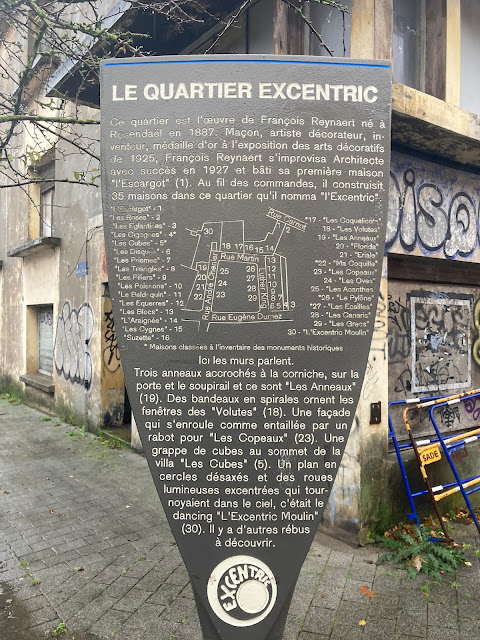 LE QUARTIER EXCENTRIC
Ce quartier est l'œuvre de François Reynaert né à
Rosendaël en 1887. Maçon, artiste décorateur, in-
venteur, médaille d'or à l'exposition des arts décoratifs
de 1925, François Reynaert s'improvisa Architecte
avec succès en 1927 et bâti sa première maison
"l'Escargot" (1). Au fil des commandes, il construisit
35 maisons dans ce quartier qu'il nomma "l'Excentric".
"L'Escargot" - 1
"Les Roses" - 2
"Les Eglantines" - 3
"Les Cigognes" - 4
"Les Cubes" - 5
"Les Disques" - 6
"Les Prismes" - 7
"Les Triangles" - 8
"Les Piliers" - 9
"Les Poissons" - 10
"Le Baldaquin" - 11
"Les Equerres" - 12
"Les Blocs" - 13
"L'Araignée" - 14
"Les Cygnes" - 15
"Suzette" - 16
Rue Carnot
Rue Martin
Rue Eugène Dumez
*17 - "Les Coquelicots"
18 - "Les Volutes"
19 - "Les Anneaux"
20 - "Florida"
21 - "Eriale"
*22 - "Ma Coquille"
23 - "Les Copeaux"
24 - "Les Oves"
25 - "Les Acanthes"
26 - "Le Pylône"
*27 - "Les Ecailles"
28 - "Les Canaris"
29 - "Les Grecs"
30 - "L'Excentric Moulin"
* Maisons classées à l'inventaire des monuments historiques
Ici les murs parlent.
Trois anneaux accrochés à la corniche, sur la
porte et le soupirail et ce sont "Les Anneaux"
(19). Des bandeaux en spirales ornent les
fenêtres des "Volutes" (18). Une façade
qui s'enroule comme entaillée par un
rabot pour "Les Copeaux" (23). Une
grappe de cubes au sommet de la
villa "Les Cubes" (5). Un plan en
cercles désaxés et des roues
lumineuses excentrées qui tour-
noyaient dans le ciel, c'était le
dancing "L'Excentric Moulin"
(30). Il y a d'autres rébus
à découvrir.
EXCENTRIC
SADE